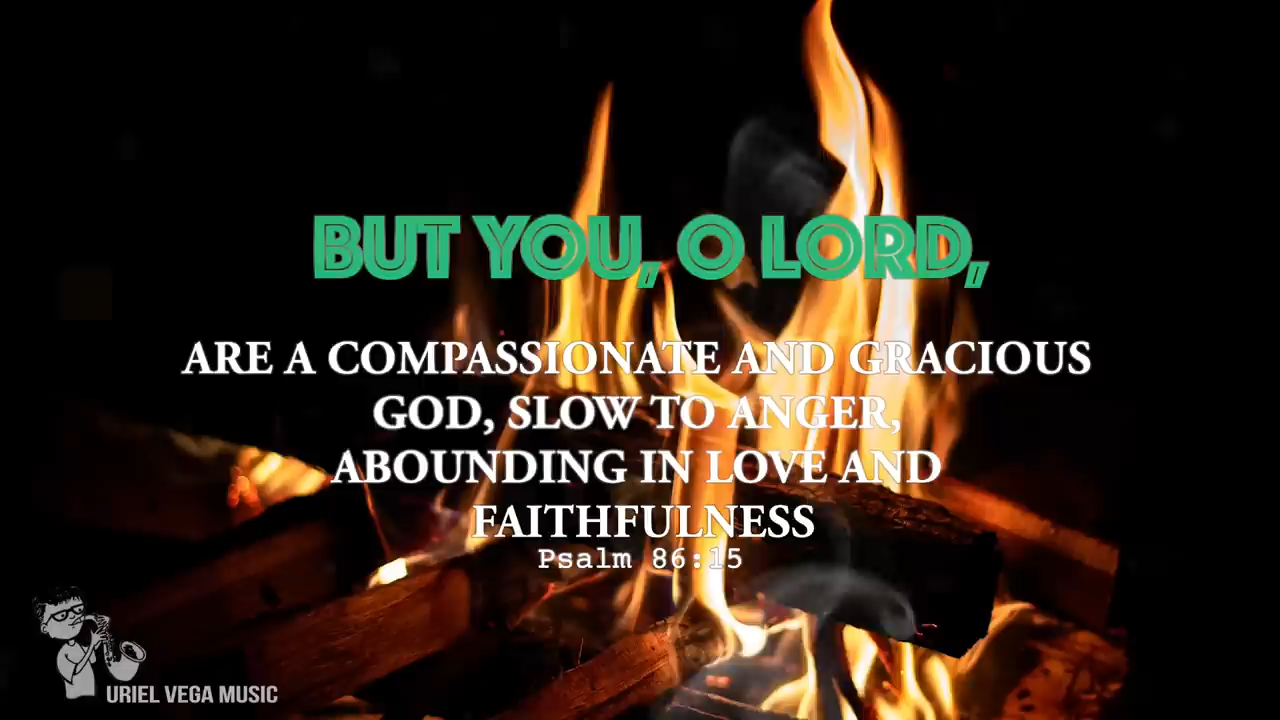 BUT YOU, O LORD,
ARE A COMPASSIONATE AND GRACIOUS
GOD, SLOW TO ANGER,
ABOUNDING IN LOVE AND
FAITHFULNESS
Psalm 86:15
URIEL VEGA MUSIC